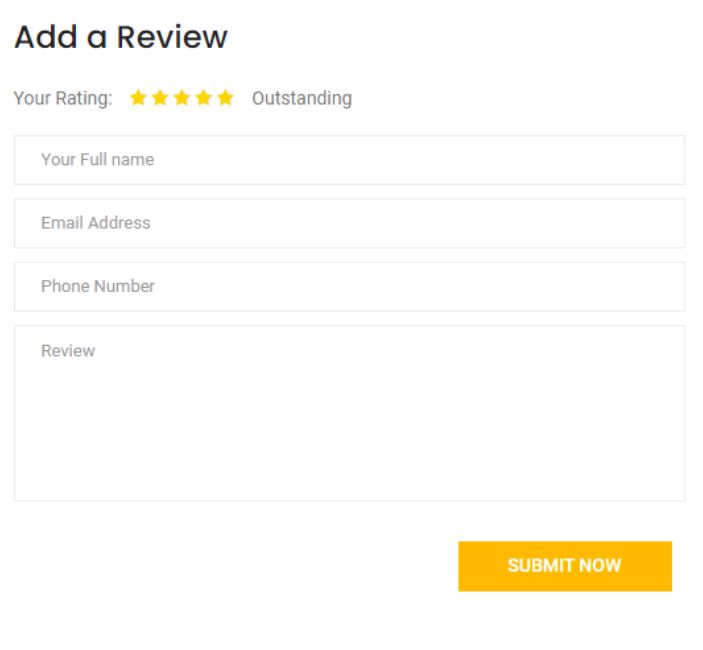 Add a Review
Your Rating: Outstanding
Your Full name
Email Address
Phone Number
Review
SUBMIT NOW